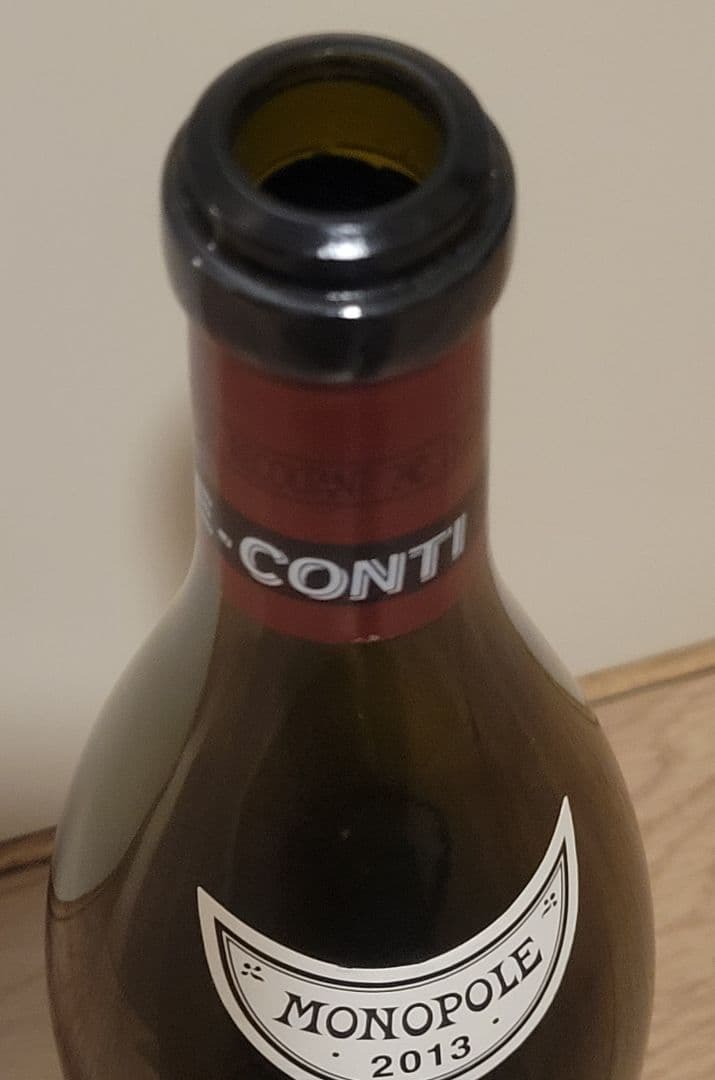 E-CONTI
MONOPOLE
· 2013 ·